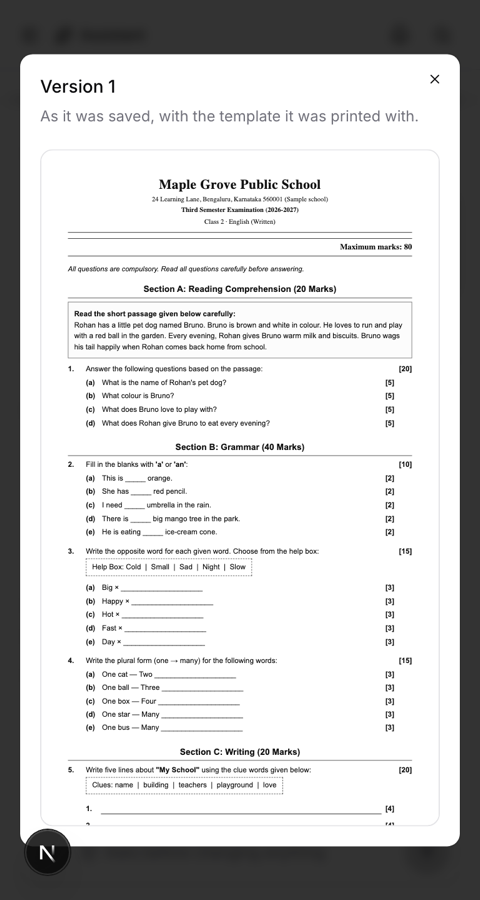 Version 1
As it was saved, with the template it was printed with.
Maple Grove Public School
24 Learning Lane, Bengaluru, Karnataka 560001 (Sample school)
Third Semester Examination (2026-2027)
Class 2 · English (Written)
Maximum marks: 80
All questions are compulsory. Read all questions carefully before answering.
Section A: Reading Comprehension (20 Marks)
Read the short passage given below carefully:
Rohan has a little pet dog named Bruno. Bruno is brown and white in colour. He loves to run and play
with a red ball in the garden. Every evening, Rohan gives Bruno warm milk and biscuits. Bruno wags
his tail happily when Rohan comes back home from school.
1. Answer the following questions based on the passage: [20]
(a) What is the name of Rohan's pet dog? [5]
(b) What colour is Bruno? [5]
(c) What does Bruno love to play with? [5]
(d) What does Rohan give Bruno to eat every evening? [5]
Section B: Grammar (40 Marks)
2. Fill in the blanks with 'a' or 'an': [10]
(a) This is _____ orange. [2]
(b) She has _____ red pencil. [2]
(c) I need _____ umbrella in the rain. [2]
(d) There is _____ big mango tree in the park. [2]
(e) He is eating _____ ice-cream cone. [2]
3. Write the opposite word for each given word. Choose from the help box: [15]
Help Box: Cold | Small | Sad | Night | Slow
(a) Big × ____________________ [3]
(b) Happy × ____________________ [3]
(c) Hot × ____________________ [3]
(d) Fast × ____________________ [3]
(e) Day × ____________________ [3]
4. Write the plural form (one → many) for the following words: [15]
(a) One cat — Two ____________________ [3]
(b) One ball — Three ____________________ [3]
(c) One box — Four ____________________ [3]
(d) One star — Many ____________________ [3]
(e) One bus — Many ____________________ [3]
Section C: Writing (20 Marks)
5. Write five lines about "My School" using the clue words given below: [20]
Clues: name | building | teachers | playground | love
1. ____________________ [4]
N